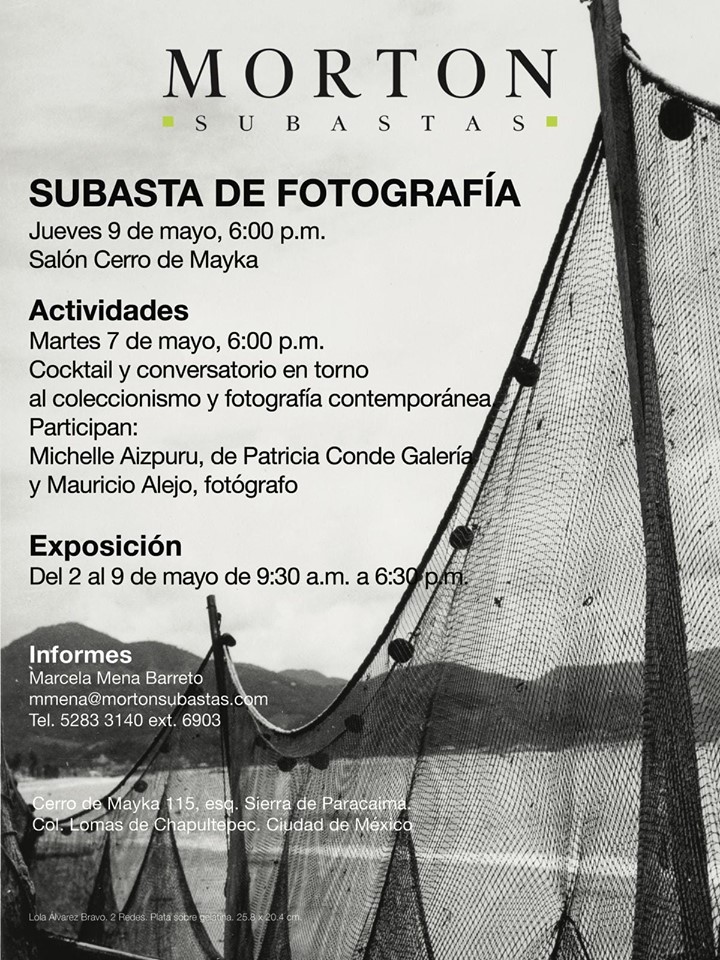 MORTON
SUBASTAS
SUBASTA DE FOTOGRAFÍA
Jueves 9 de mayo, 6:00 p.m.
Salón Cerro de Mayka
Actividades
Martes 7 de mayo, 6:00 p.m.
Cocktail y conversatorio en torno
al coleccionismo y fotografía contemporánea.
Participan:
Michelle Aizpuru, de Patricia Conde Galería
y Mauricio Alejo, fotógrafo
Exposición
Del 2 al 9 de mayo de 9:30 a.m. a 6:30 p.m.
Informes
Marcela Mena Barreto
mmena@mortonsubastas.com
Tel. 5283 3140 ext. 6903
Cerro de Mayka 115, esq. Sierra de Paracaima.
Col. Lomas de Chapultepec. Ciudad de México
Lola Álvarez Bravo. 2 Redes. Plata sobre gelatina. 25.8 x 20.4 cm.